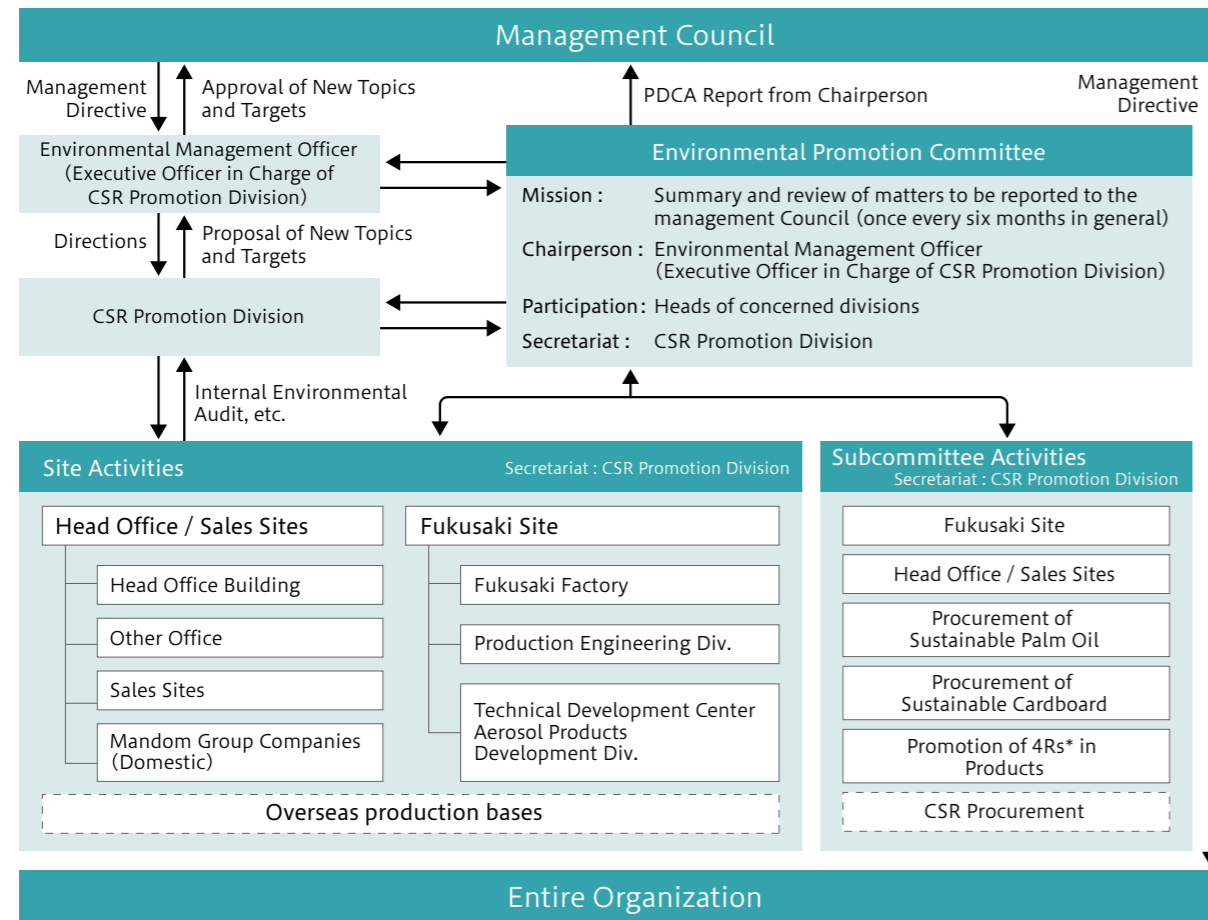 Management Council
Management
Directive
Approval of New Topics
and Targets
PDCA Report from Chairperson
Management
Directive
Environmental Management Officer
(Executive Officer in Charge of
CSR Promotion Division)
Directions
Proposal of New Topics
and Targets
CSR Promotion Division
Environmental Promotion Committee
Mission : Summary and review of matters to be reported to the
management Council (once every six months in general)
Chairperson : Environmental Management Officer
(Executive Officer in Charge of CSR Promotion Division)
Participation : Heads of concerned divisions
Secretariat : CSR Promotion Division
Internal Environmental
Audit, etc.
Site Activities
Secretariat : CSR Promotion Division
Head Office / Sales Sites
Head Office Building
Other Office
Sales Sites
Mandom Group Companies
(Domestic)
Fukusaki Site
Fukusaki Factory
Production Engineering Div.
Technical Development Center
Aerosol Products
Development Div.
Overseas production bases
Subcommittee Activities
Secretariat : CSR Promotion Division
Fukusaki Site
Head Office / Sales Sites
Procurement of
Sustainable Palm Oil
Procurement of
Sustainable Cardboard
Promotion of 4Rs* in
Products
CSR Procurement
Entire Organization